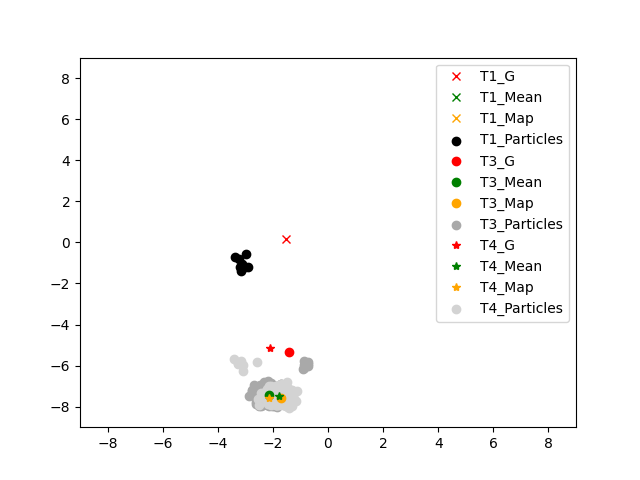 8
6
4
2
0
−2
−4
−6
−8
−8
−6
−4
−2
0
2
4
6
8
T1_G
T1_Mean
T1_Map
T1_Particles
T3_G
T3_Mean
T3_Map
T3_Particles
T4_G
T4_Mean
T4_Map
T4_Particles